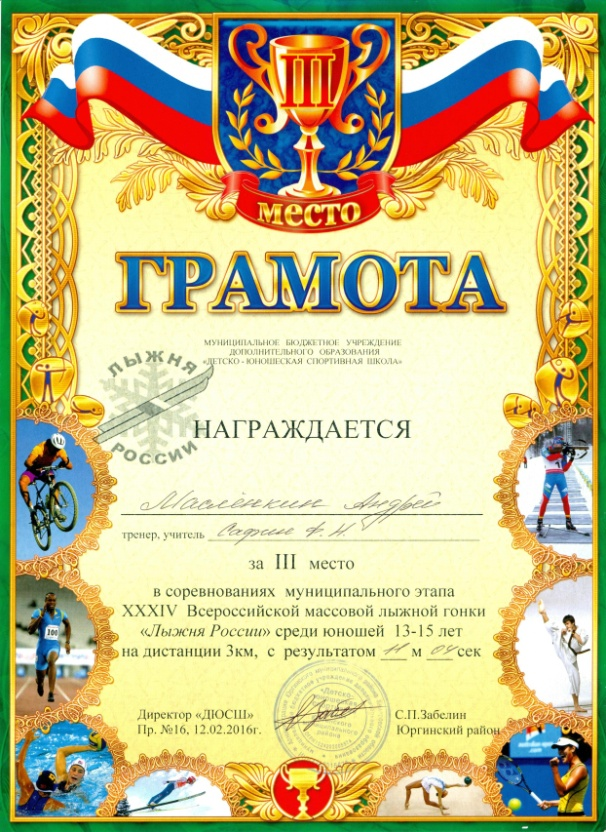 III
место
ГРАМОТА
МУНИЦИПАЛЬНОЕ БЮДЖЕТНОЕ УЧРЕЖДЕНИЕ
ДОПОЛНИТЕЛЬНОГО ОБРАЗОВАНИЯ
«ДЕТСКО - ЮНОШЕСКАЯ СПОРТИВНАЯ ШКОЛА»
ЛЫЖНЯ
РОССИИ
НАГРАЖДАЕТСЯ
Масленкин Андрей
тренер, учитель Сафин Ф. Н.
за III место
в соревнованиях муниципального этапа
XXXIV Всероссийской массовой лыжной гонки
«Лыжня России» среди юношей 13-15 лет
на дистанции 3км, с результатом 11 м 04 сек
Директор «ДЮСШ» С.П.Забелин
Пр. №16, 12.02.2016г. Юргинский район
100